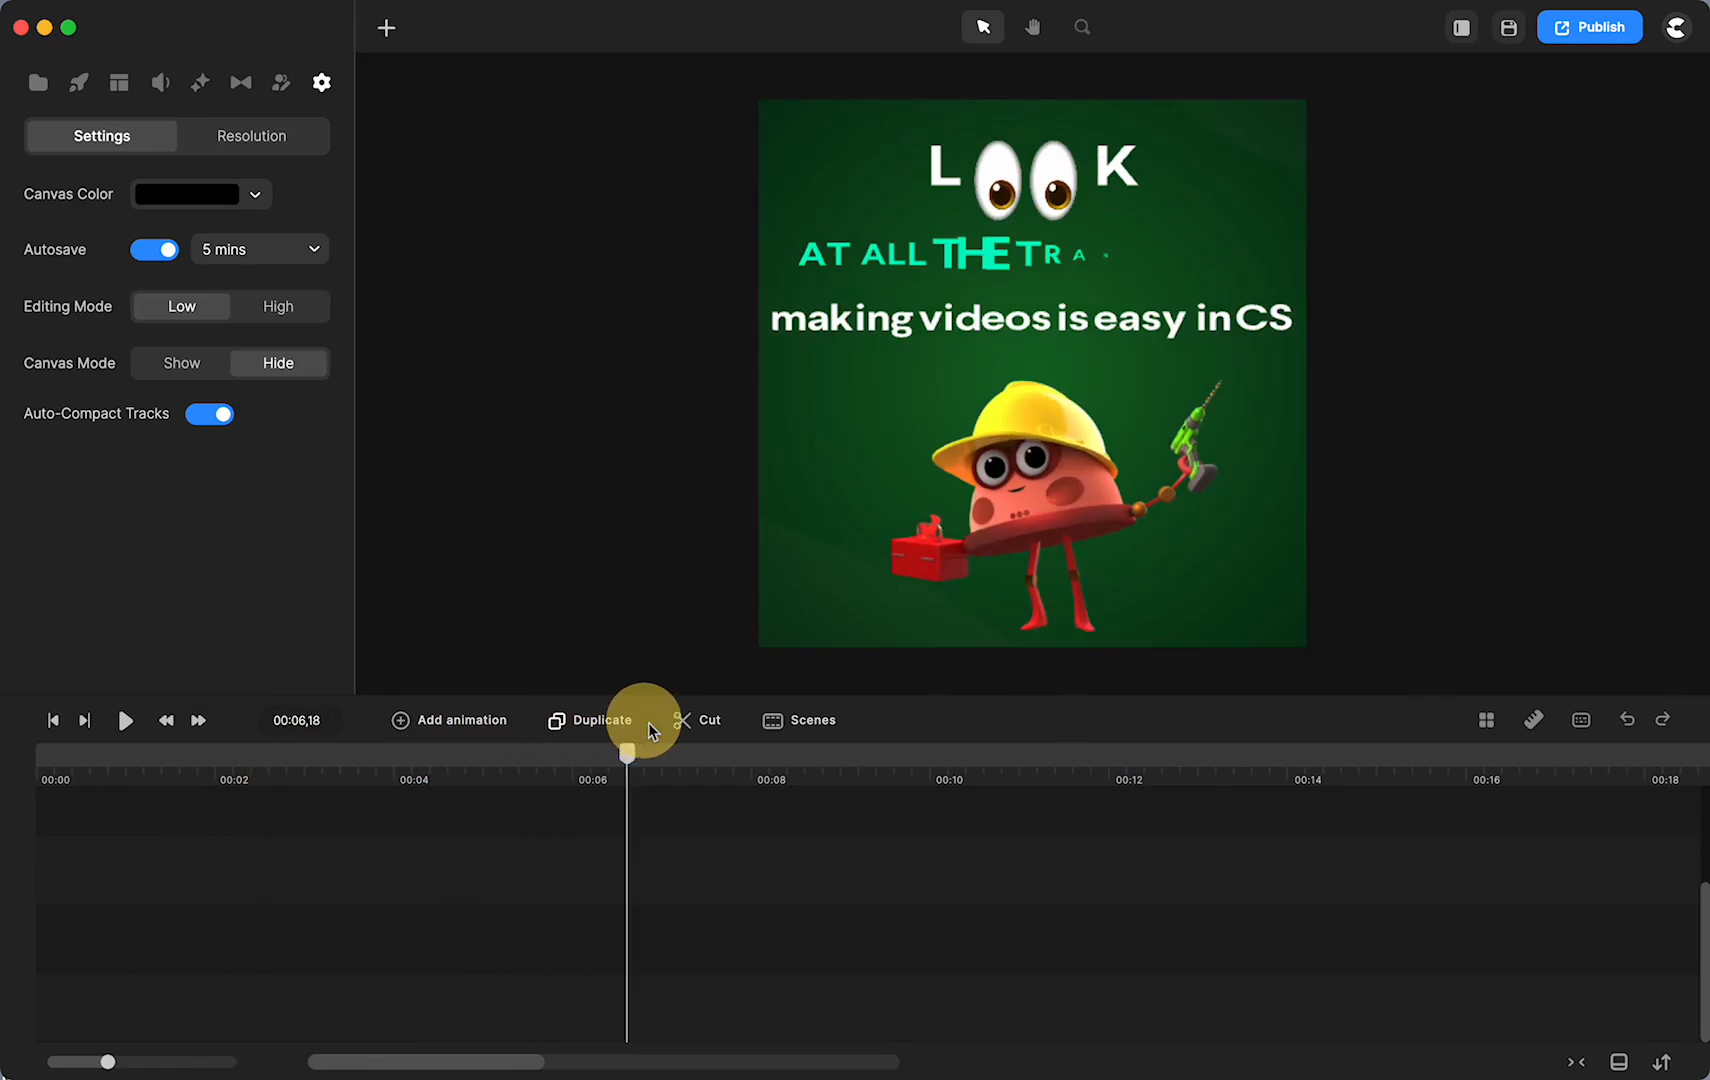 Publish
Settings
Resolution
Canvas Color
Autosave
5 mins
Editing Mode
Low
High
Canvas Mode
Show
Hide
Auto-Compact Tracks
L K
AT ALL THE TRAN
making videos is easy in CS
00:06,18
Add animation
Duplicate
Cut
Scenes
00:00
00:02
00:04
00:06
00:08
00:10
00:12
00:14
00:16
00:18